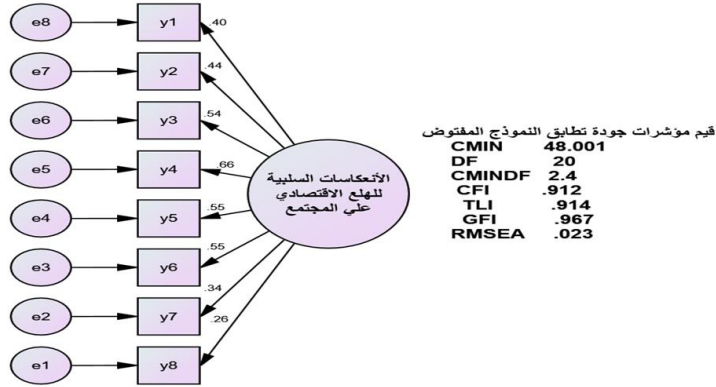 e8 y1 .40
e7 y2 .44
e6 y3 .54
e5 y4 .66
e4 y5 .55
e3 y6 .55
e2 y7 .34
e1 y8 .26
الأنعكاسات السلبية
للهلع الاقتصادي
علي المجتمع
قيم مؤشرات جودة تطابق النموذج المفتوض
CMIN 48.001
DF 20
CMINDF 2.4
CFI .912
TLI .914
GFI .967
RMSEA .023